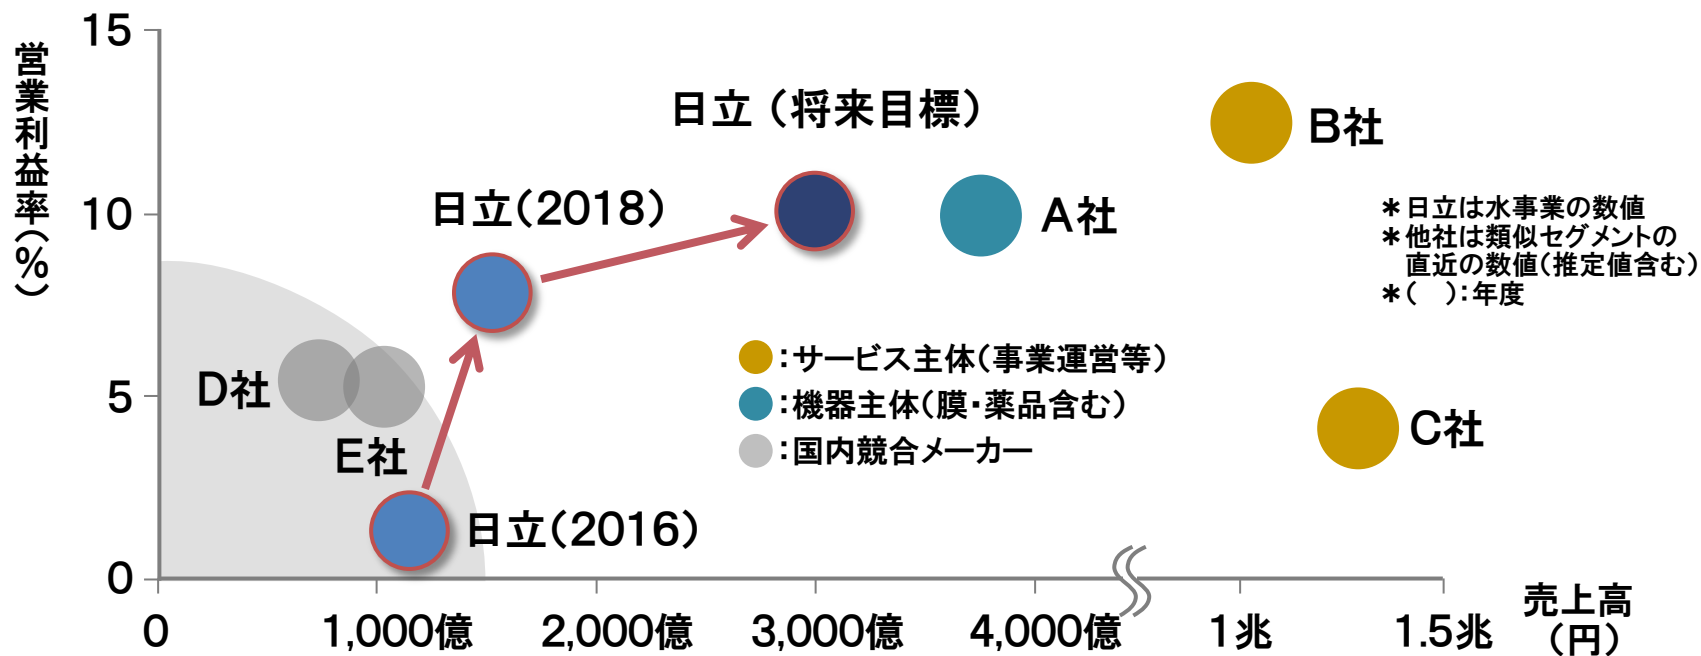 営業利益率(%)
15
10
5
0
日立（将来目標）
日立(2018)
日立(2016)
A社
B社
C社
D社
E社
＊日立は水事業の数値
＊他社は類似セグメントの
直近の数値(推定値含む)
＊(　):年度
:サービス主体(事業運営等)
:機器主体(膜・薬品含む)
:国内競合メーカー
0
1,000億
2,000億
3,000億
4,000億
1兆
1.5兆
売上高
(円)